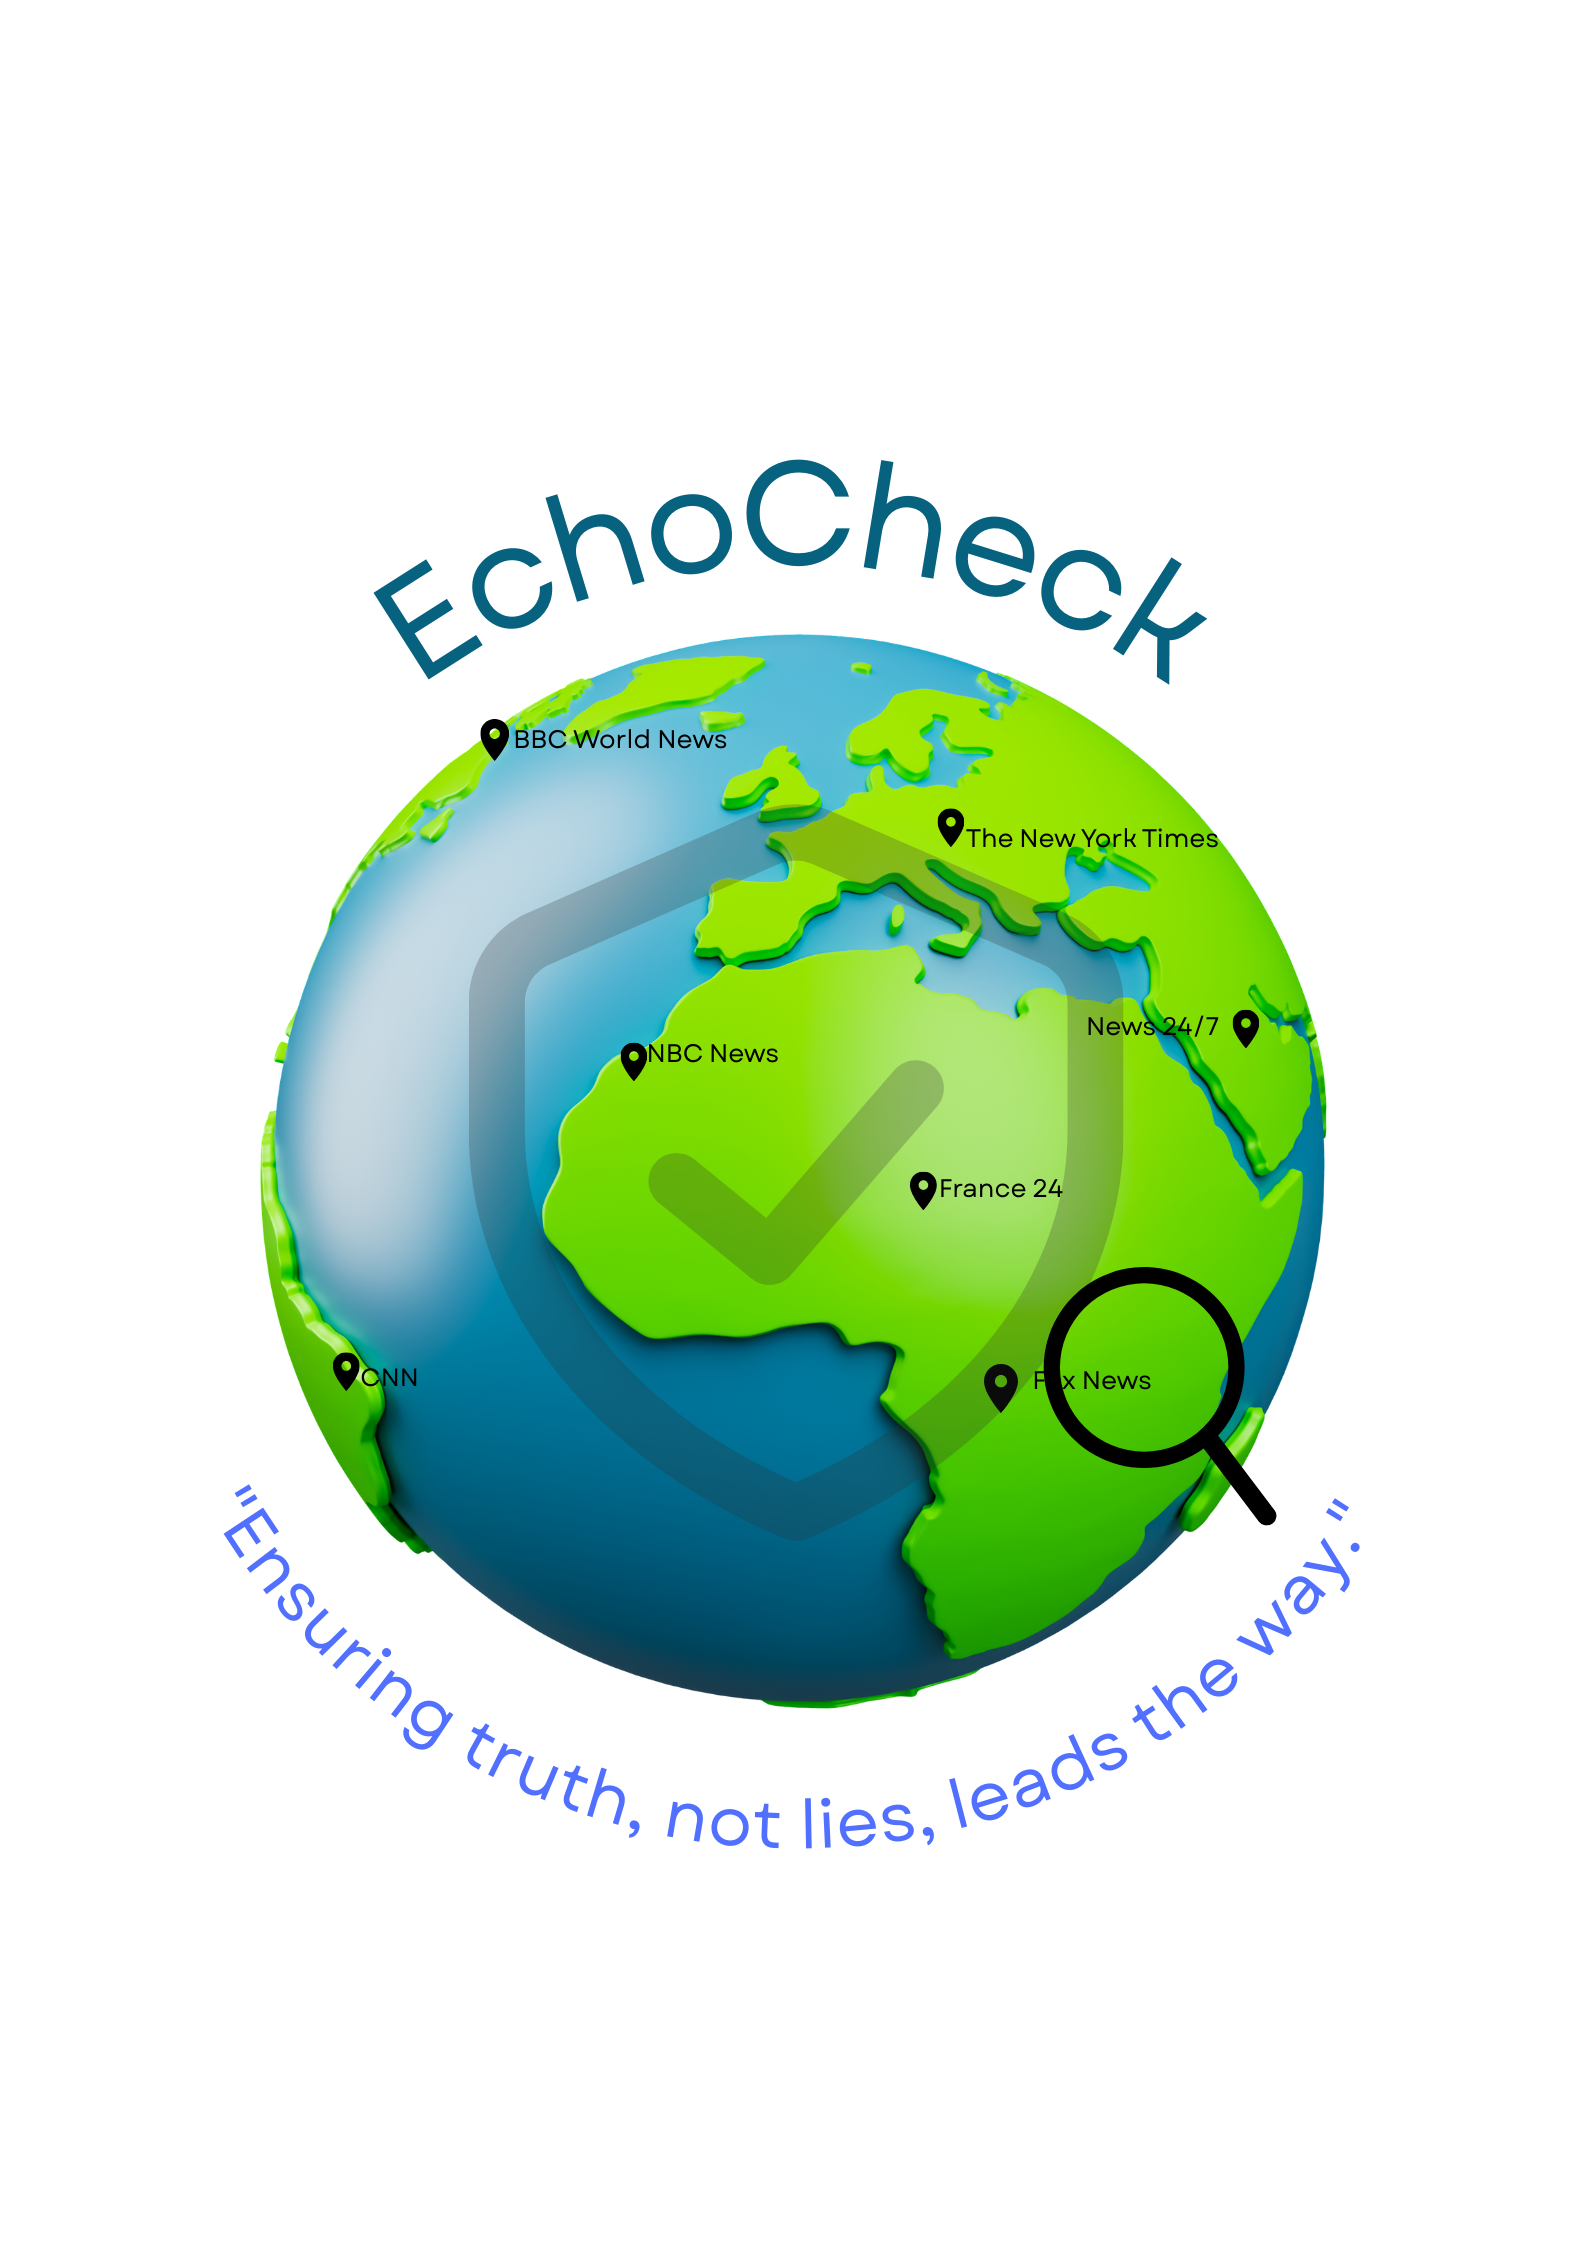 EchoCheck
BBC World News
The New York Times
News 24/7
NBC News
France 24
CNN
Fox News
"Ensuring truth, not lies, leads the way."